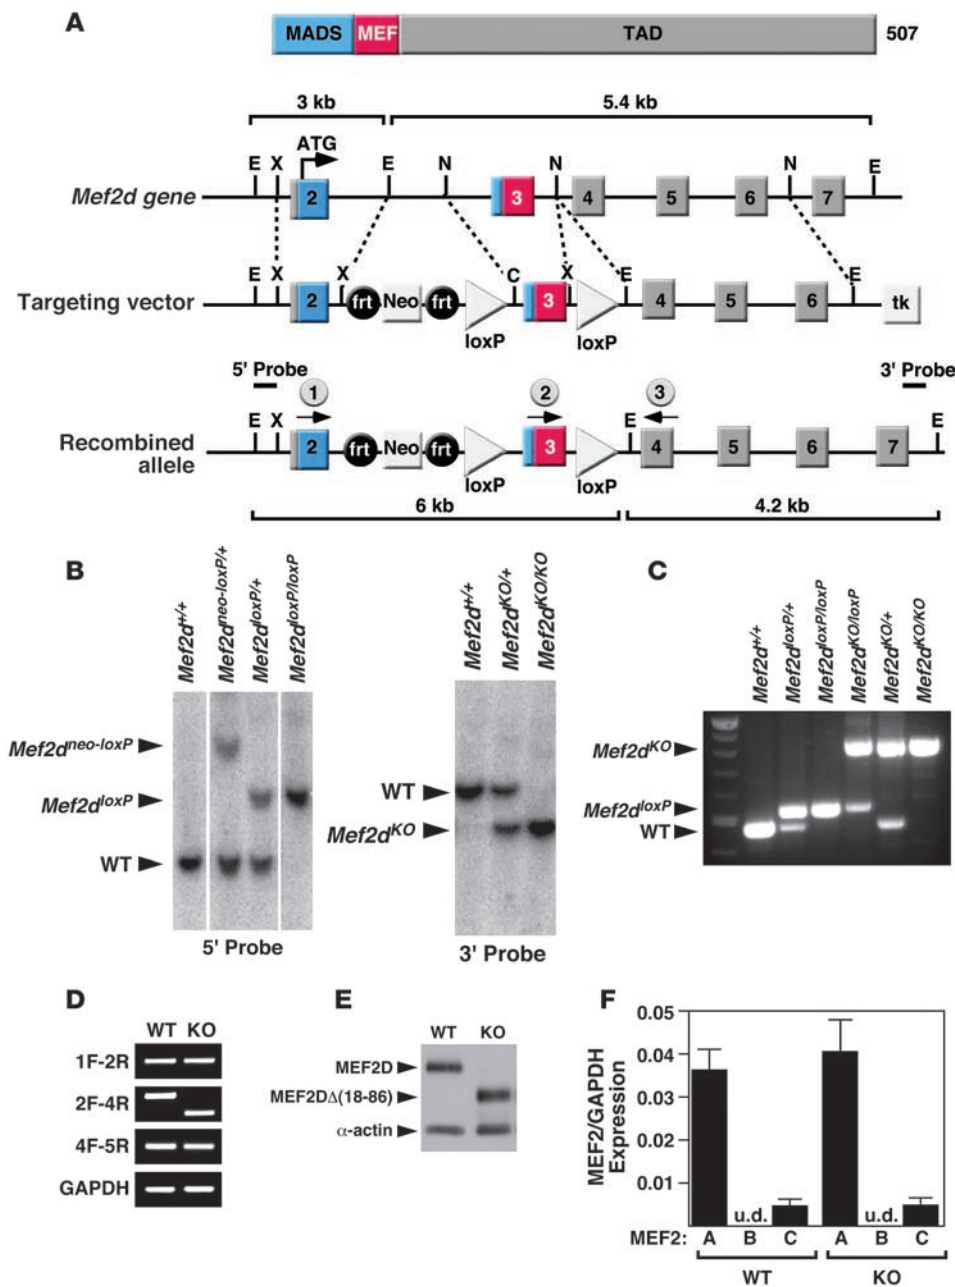 A
MADS MEF TAD 507
3 kb 5.4 kb
ATG
E X E N N N E
Mef2d gene 2 3 4 5 6 7
E X X C X E E
Targeting vector 2 frt Neo frt 3 4 5 6 tk
loxP loxP
5' Probe 3' Probe
1 2 3
E X E E
Recombined allele 2 frt Neo frt 3 4 5 6 7
loxP loxP
6 kb 4.2 kb
B
Mef2d+/+
Mef2dneo-loxP/+
Mef2dloxP/+
Mef2dloxP/loxP
Mef2dneo-loxP
Mef2dloxP
WT
5' Probe
Mef2d+/+
Mef2dKO/+
Mef2dKO/KO
WT
Mef2dKO
3' Probe
C
Mef2d+/+
Mef2dloxP/+
Mef2dloxP/loxP
Mef2dKO/loxP
Mef2dKO/+
Mef2dKO/KO
Mef2dKO
Mef2dloxP
WT
D
WT KO
1F-2R
2F-4R
4F-5R
GAPDH
E
WT KO
MEF2D
MEF2DΔ(18-86)
α-actin
F
MEF2/GAPDH
Expression
0.05
0.04
0.03
0.02
0.01
u.d. u.d.
MEF2: A B C A B C
WT KO